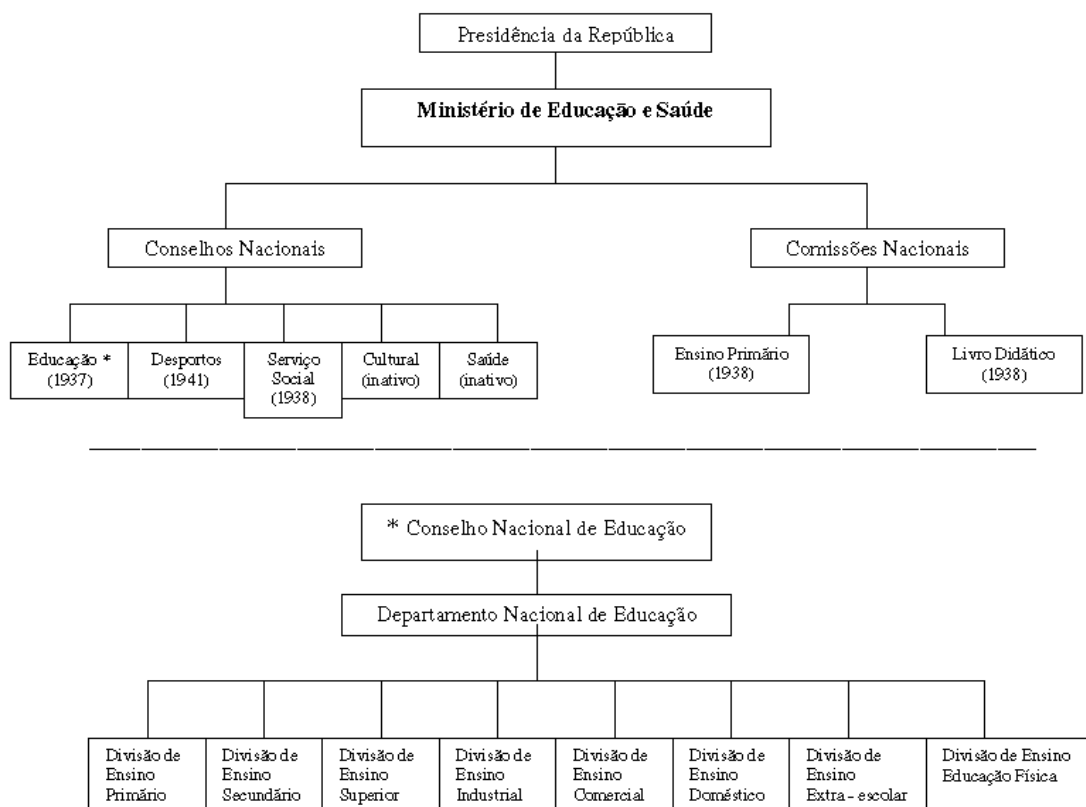 Presidência da República
Ministério de Educação e Saúde
Conselhos Nacionais
Comissões Nacionais
Educação *
(1937)
Desportos
(1941)
Serviço
Social
(1938)
Cultural
(inativo)
Saúde
(inativo)
Ensino Primário
(1938)
Livro Didático
(1938)
* Conselho Nacional de Educação
Departamento Nacional de Educação
Divisão de
Ensino
Primário
Divisão de
Ensino
Secundário
Divisão de
Ensino
Superior
Divisão de
Ensino
Industrial
Divisão de
Ensino
Comercial
Divisão de
Ensino
Doméstico
Divisão de
Ensino
Extra - escolar
Divisão de Ensino
Educação Física